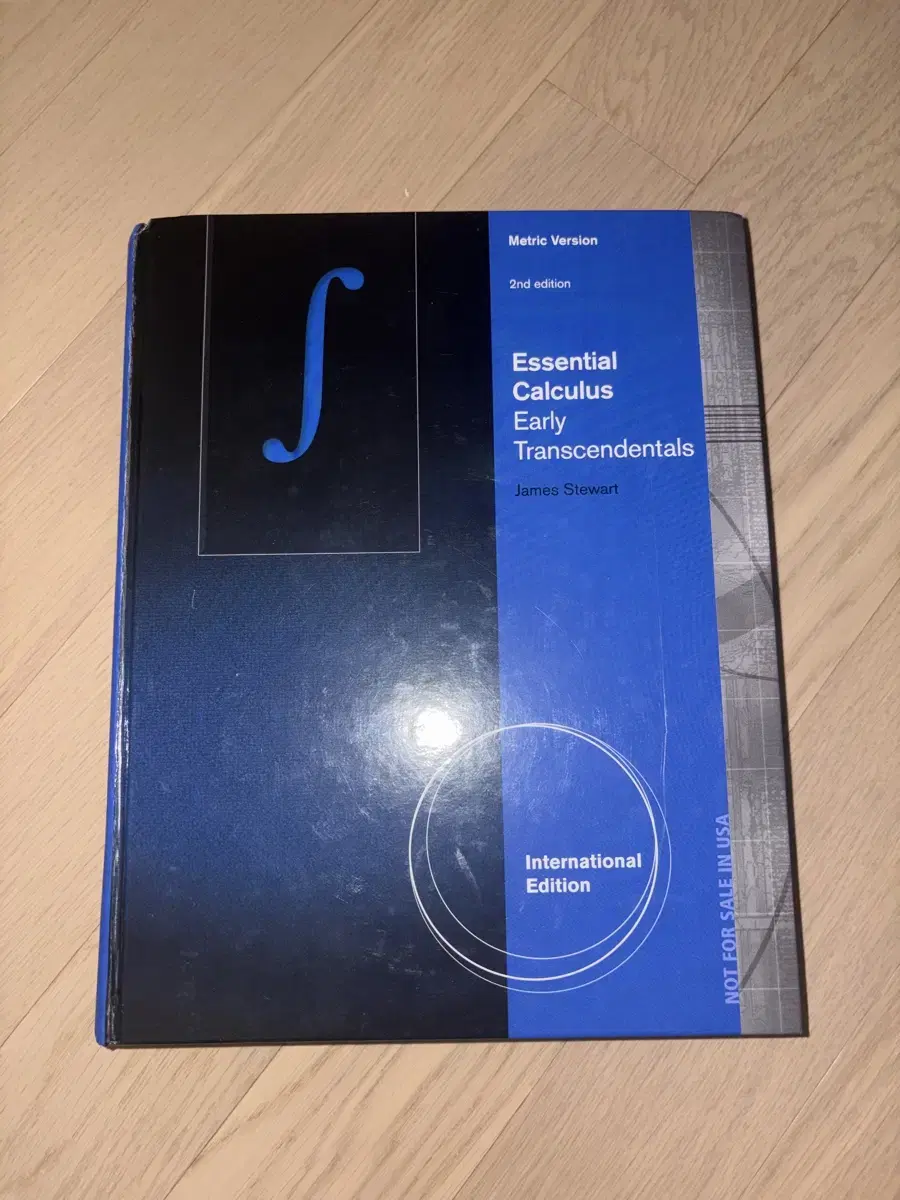 Metric Version
2nd edition
Essential
Calculus
Early
Transcendentals
James Stewart
International
Edition
NOT FOR SALE IN USA